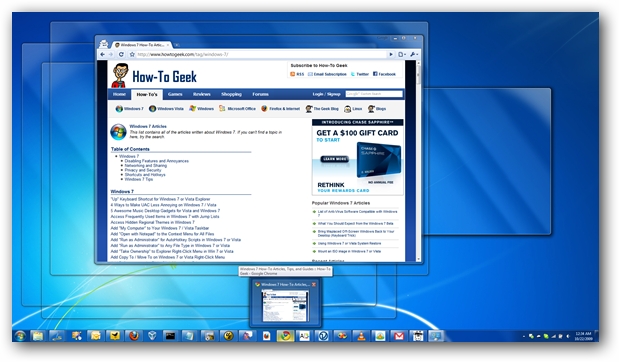 Windows 7 How-To Articles...
http://www.howtogeek.com/tag/windows-7/
How-To Geek
Subscribe to How-To Geek
RSS Email Subscription Twitter Facebook
Home How-To's Games Reviews Shopping Forums Login / Signup
Windows 7 Windows Vista Windows Microsoft Office Firefox & Internet The Geek Blog Linux Blogs
Windows 7 Articles
This list contains all of the articles written about Windows 7. If you can't find a topic in
here, try the search
Table of Contents
Windows 7
Disabling Features and Annoyances
Networking and Sharing
Privacy and Security
Shortcuts and Hotkeys
Windows 7 Tips
Windows 7
"Up" Keyboard Shortcut for Windows 7 or Vista Explorer
4 Ways to Make UAC Less Annoying on Windows 7 / Vista
5 Awesome Music Desktop Gadgets for Vista and Windows 7
Access Frequently Used Items in Windows 7 with Jump Lists
Access Hidden Regional Themes in Windows 7
Add "My Computer" to Your Windows 7 / Vista Taskbar
Add "Open with Notepad" to the Context Menu for All Files
Add "Run as Administrator" for AutoHotkey Scripts in Windows 7 or Vista
Add "Run as Administrator" to Any File Type in Windows 7 or Vista
Add "Take Ownership" to Explorer Right-Click Menu in Win 7 or Vista
Add Copy To / Move To on Windows 7 or Vista Right-Click Menu
INTRODUCING CHASE SAPPHIRE
GET A $100 GIFT CARD
TO START
LEARN MORE
RETHINK
YOUR REWARDS CARD
NO ANNUAL FEE
Popular Windows 7 Articles
List of Anti-Virus Software Compatible with Windows
7
What You Should Expect from the Windows 7 Beta
Bring Misplaced Off-Screen Windows Back to Your
Desktop (Keyboard Trick)
Using Windows 7 or Vista System Restore
Mount an ISO image in Windows 7 or Vista
Recent Articles
Windows 7 How-To Articles, Tips, and Guides :: How-To
Geek - Google Chrome
Windows 7 How-To Articles...
12:24 AM
10/22/2009